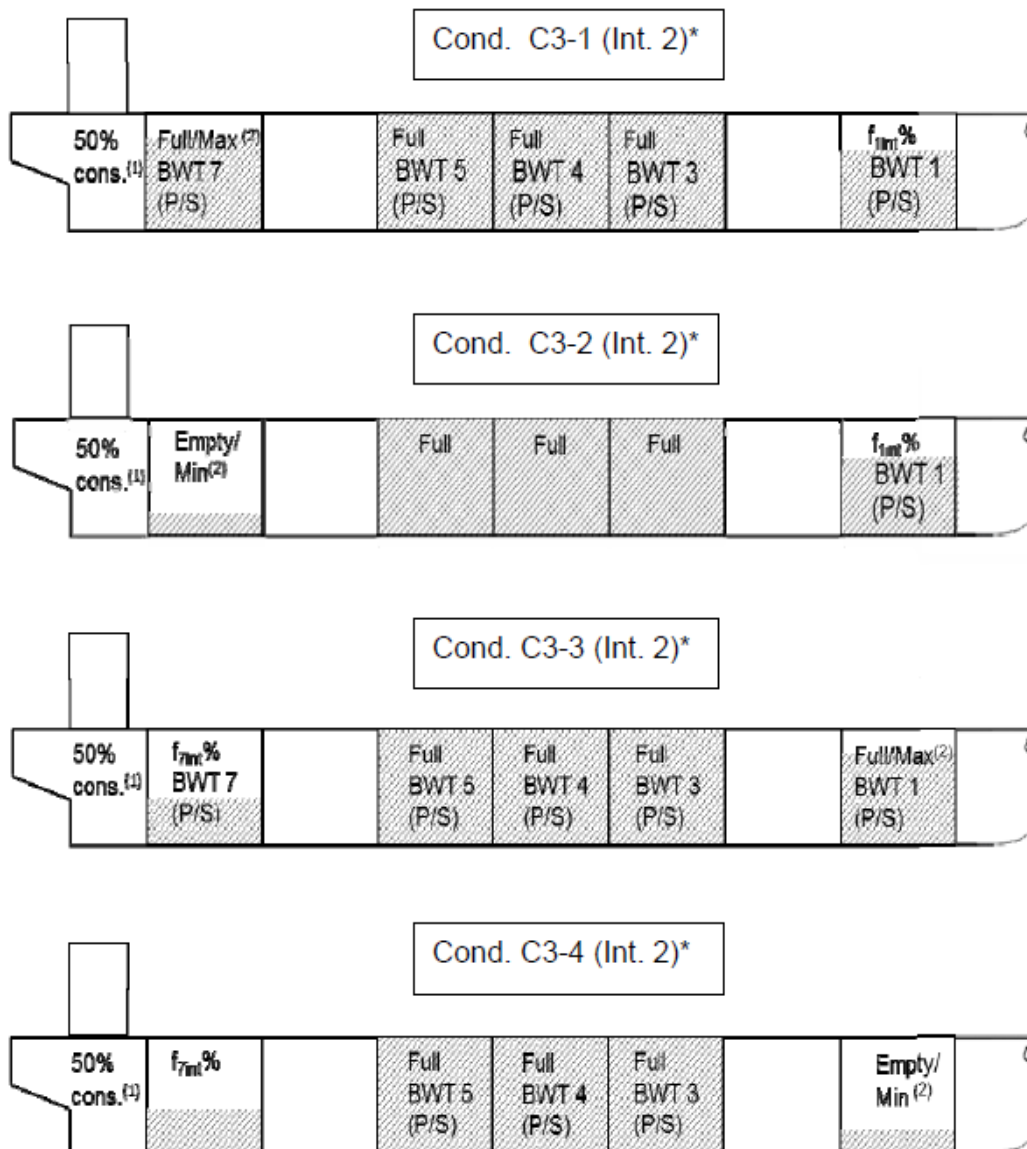 Cond. C3-1 (Int. 2)*
50%
cons.(1)
Full/Max (2)
BWT 7
(P/S)
Full
BWT 5
(P/S)
Full
BWT 4
(P/S)
Full
BWT 3
(P/S)
f1int%
BWT 1
(P/S)
Cond. C3-2 (Int. 2)*
50%
cons.(1)
Empty/
Min(2)
Full
Full
Full
f1int%
BWT 1
(P/S)
Cond. C3-3 (Int. 2)*
50%
cons.(1)
f7int%
BWT 7
(P/S)
Full
BWT 5
(P/S)
Full
BWT 4
(P/S)
Full
BWT 3
(P/S)
Full/Max(2)
BWT 1
(P/S)
Cond. C3-4 (Int. 2)*
50%
cons.(1)
f7int%
Full
BWT 5
(P/S)
Full
BWT 4
(P/S)
Full
BWT 3
(P/S)
Empty/
Min (2)